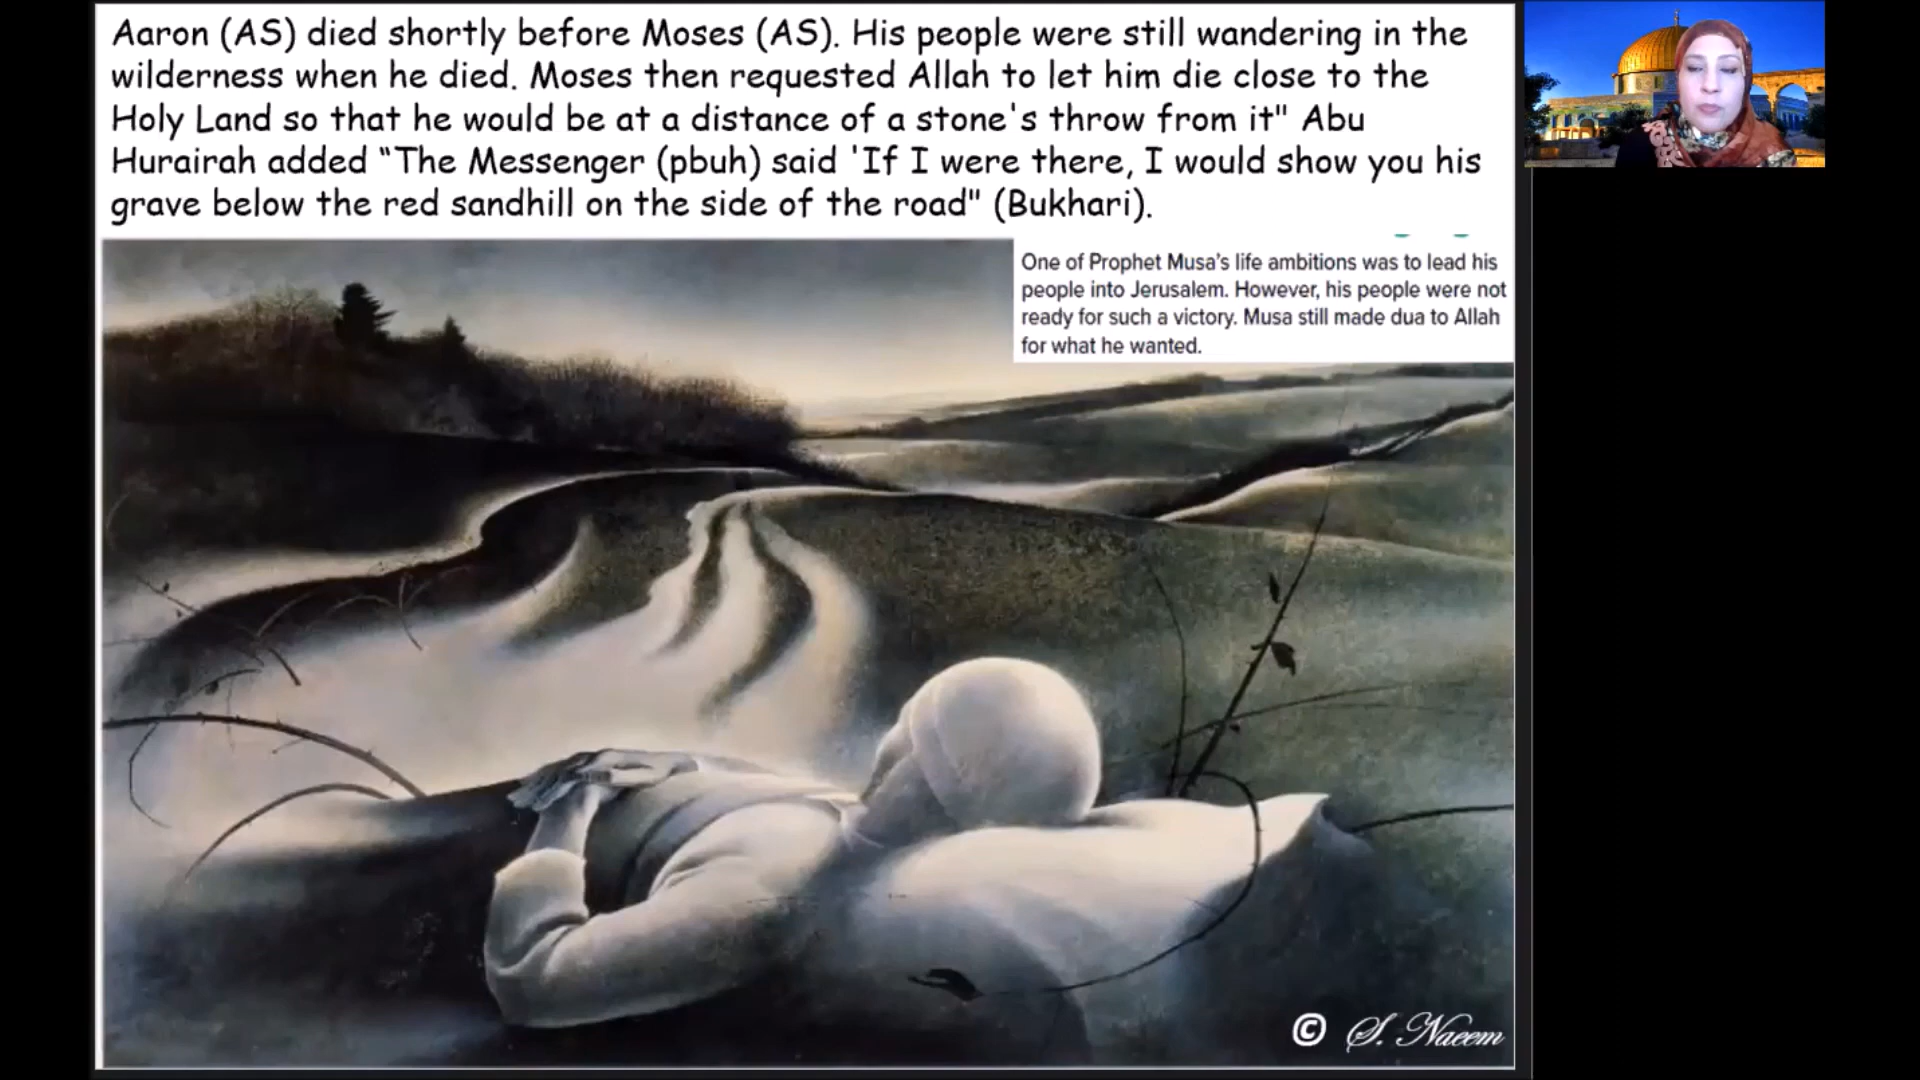 Aaron (AS) died shortly before Moses (AS). His people were still wandering in the
wilderness when he died. Moses then requested Allah to let him die close to the
Holy Land so that he would be at a distance of a stone's throw from it" Abu
Hurairah added “The Messenger (pbuh) said 'If I were there, I would show you his
grave below the red sandhill on the side of the road" (Bukhari).
One of Prophet Musa's life ambitions was to lead his
people into Jerusalem. However, his people were not
ready for such a victory. Musa still made dua to Allah
for what he wanted.
© S. Naeem